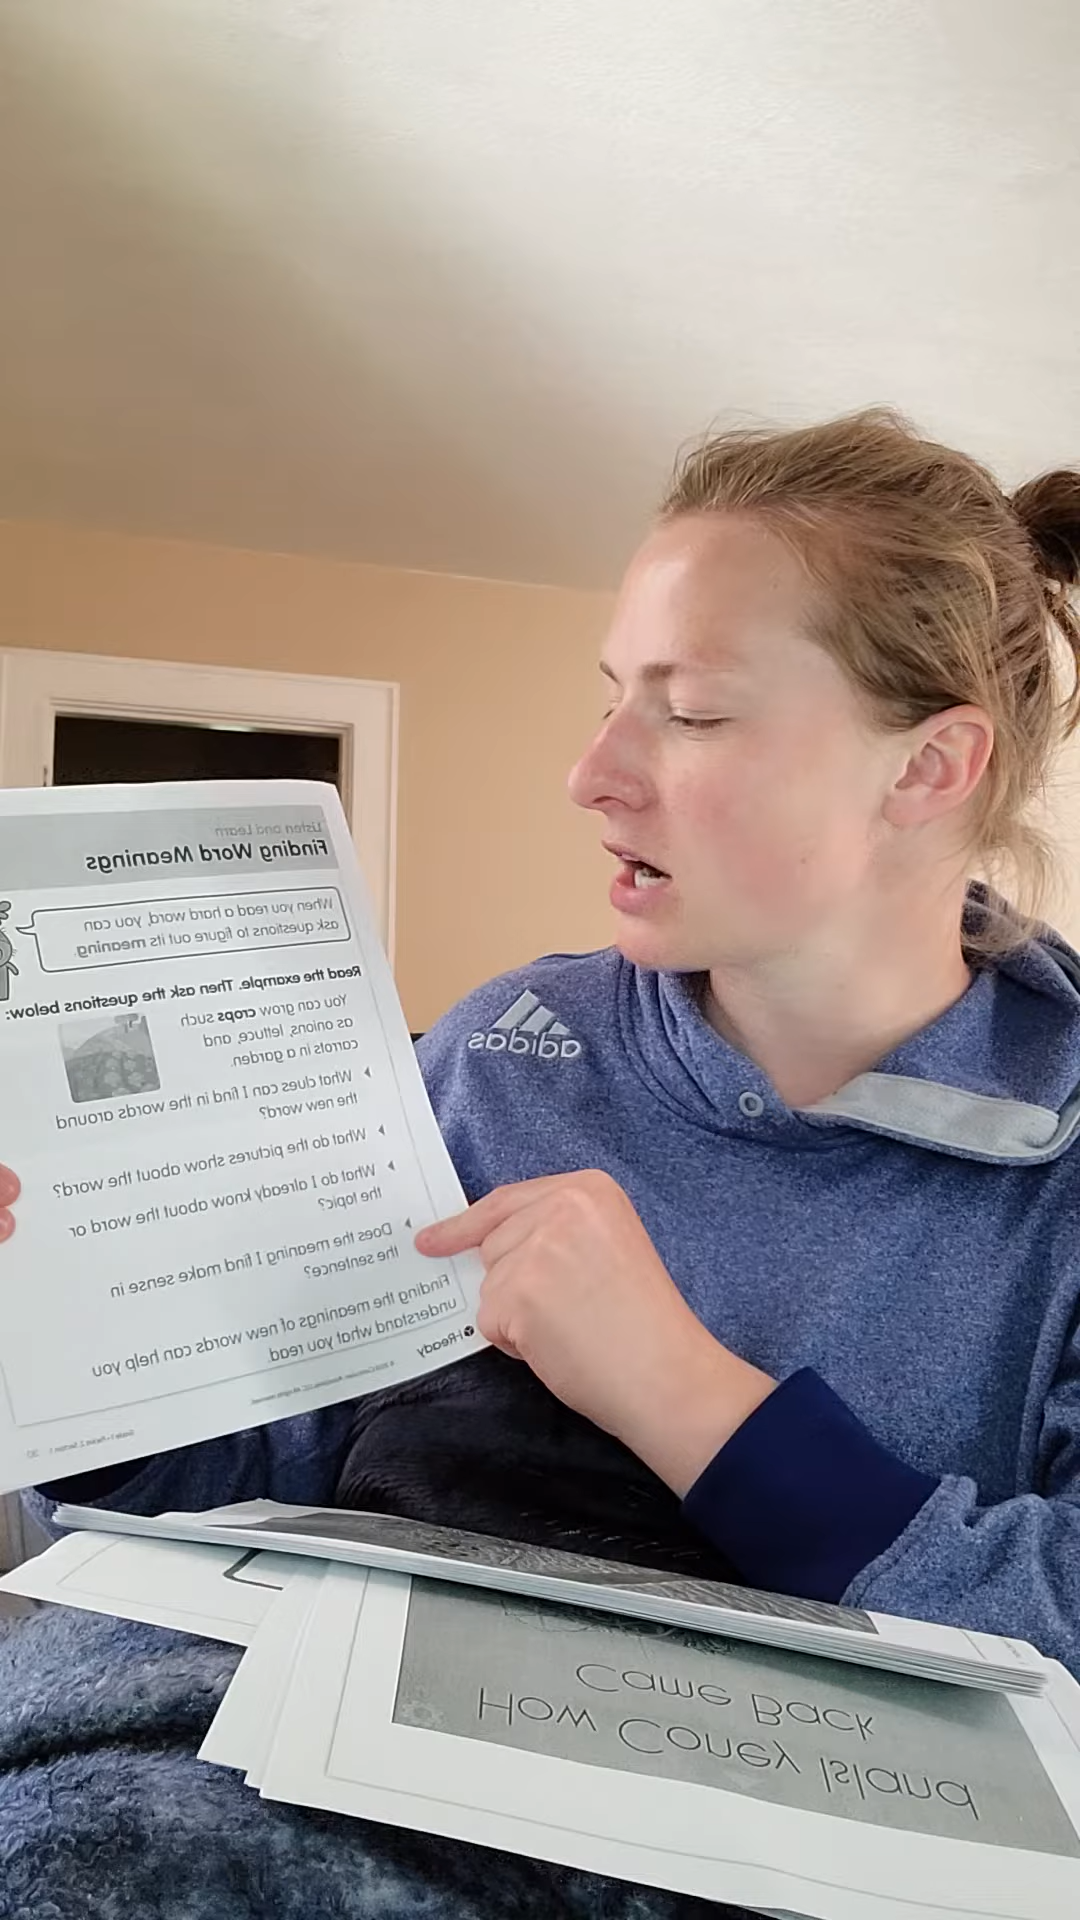 Listen and Learn
Finding Word Meanings
When you read a hard word, you can
ask questions to figure out its meaning.
Read the example. Then ask the questions below:
You can grow crops such
as onions, lettuce, and
carrots in a garden.
What clues can I find in the words around
the new word?
What do the pictures show about the word?
What do I already know about the word or
the topic?
Does the meaning I find make sense in
the sentence?
Finding the meanings of new words can help you
understand what you read.
i-Ready
adidas
How Coney Island
Came Back